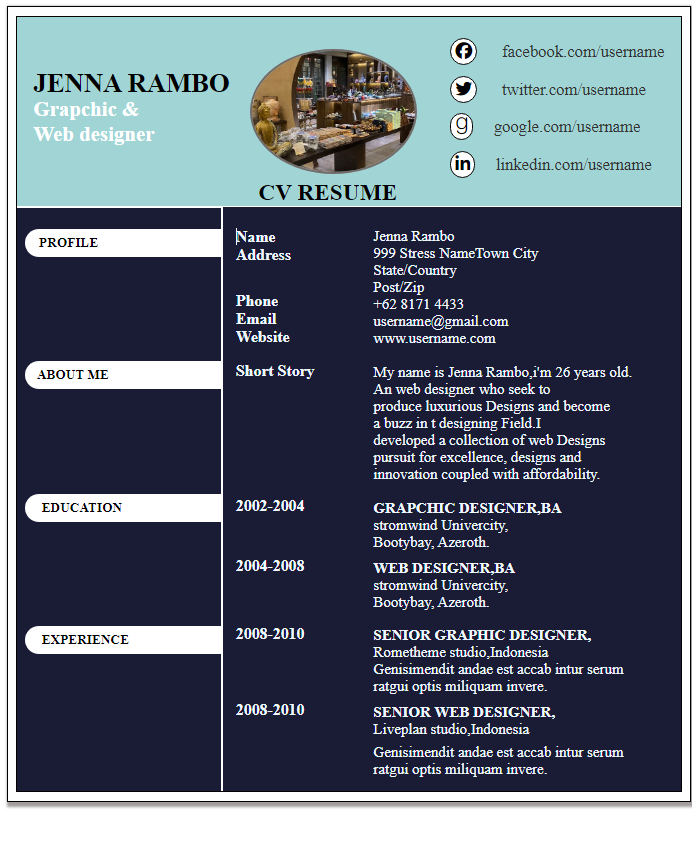 JENNA RAMBO
Grapchic &
Web designer
CV RESUME
facebook.com/username
twitter.com/username
g
google.com/username
in
linkedin.com/username
PROFILE
Name Jenna Rambo
Address 999 Stress NameTown City
State/Country
Post/Zip
Phone +62 8171 4433
Email username@gmail.com
Website www.username.com
ABOUT ME
Short Story My name is Jenna Rambo,i'm 26 years old.
An web designer who seek to
produce luxurious Designs and become
a buzz in t designing Field.I
developed a collection of web Designs
pursuit for excellence, designs and
innovation coupled with affordability.
EDUCATION
2002-2004 GRAPCHIC DESIGNER,BA
stromwind Univercity,
Bootybay, Azeroth.
2004-2008 WEB DESIGNER,BA
stromwind Univercity,
Bootybay, Azeroth.
EXPERIENCE
2008-2010 SENIOR GRAPHIC DESIGNER,
Rometheme studio,Indonesia
Genisimendit andae est accab intur serum
ratgui optis miliquam invere.
2008-2010 SENIOR WEB DESIGNER,
Liveplan studio,Indonesia
Genisimendit andae est accab intur serum
ratgui optis miliquam invere.